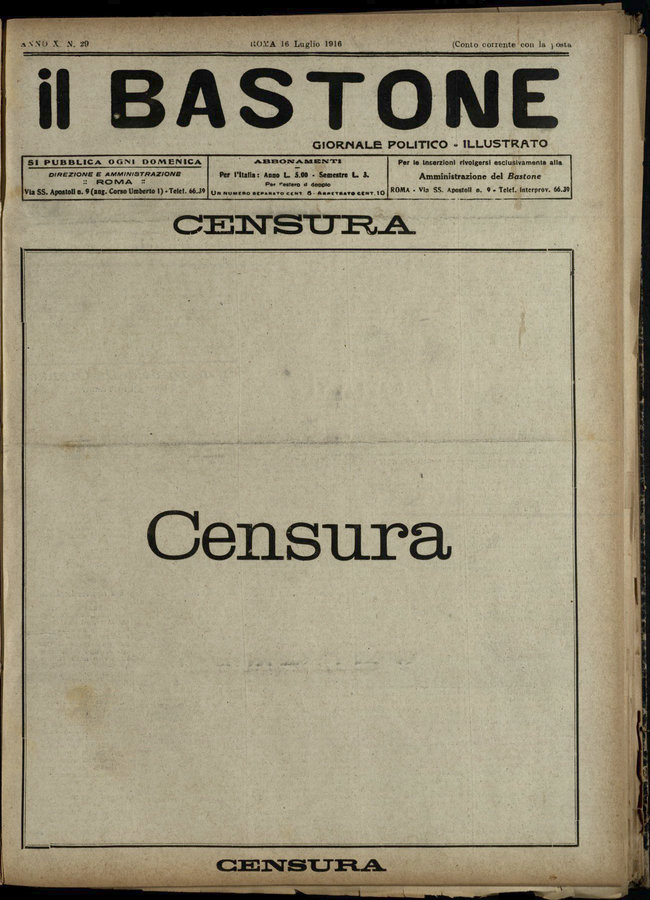 ANNO X N. 29 ROMA 16 Luglio 1916 (Conto corrente con la posta
il BASTONE
GIORNALE POLITICO - ILLUSTRATO
SI PUBBLICA OGNI DOMENICA
DIREZIONE E AMMINISTRAZIONE
:: ROMA ::
Via SS. Apostoli n. 9 (ang. Corso Umberto I) - Telef. 66.39
ABBONAMENTI
Per l'Italia: Anno L. 5.00 - Semestre L. 3.
Per l'estero il doppio
UN NUMERO SEPARATO CENT. 5 - ARRETRATO CENT. 10
Per le inserzioni rivolgersi esclusivamente alla
Amministrazione del Bastone
ROMA - Via SS. Apostoli n. 9 - Telef. interprov. 66.39
CENSURA
Censura
CENSURA